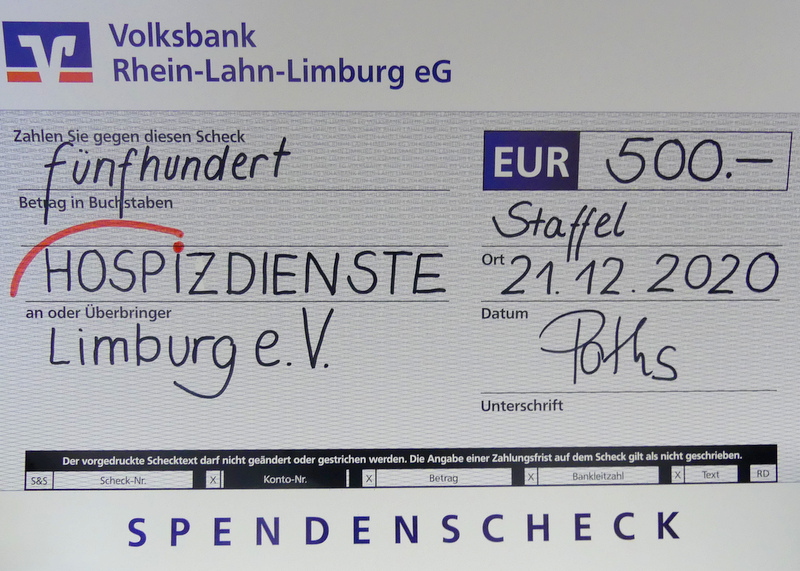 Volksbank
Rhein-Lahn-Limburg eG
Zahlen Sie gegen diesen Scheck
fünfhundert
EUR 500.—
Betrag in Buchstaben
Staffel
HOSPiZDIENSTE
Ort
21.12.2020
an oder Überbringer
Datum
Limburg e.V.
Poths
Unterschrift
Der vorgedruckte Schecktext darf nicht geändert oder gestrichen werden. Die Angabe einer Zahlungsfrist auf dem Scheck gilt als nicht geschrieben.
S&S Scheck-Nr. X Konto-Nr. X Betrag X Bankleitzahl X Text RD
SPENDENSCHECK